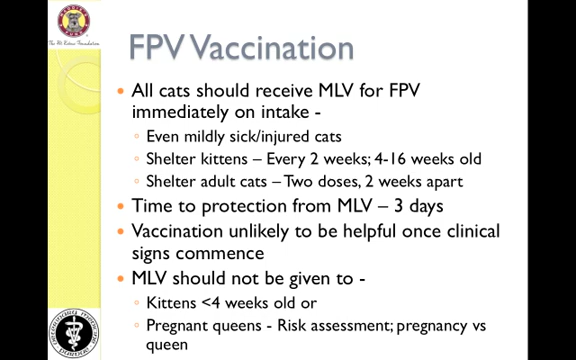 FPV Vaccination
All cats should receive MLV for FPV
immediately on intake -
Even mildly sick/injured cats
Shelter kittens – Every 2 weeks; 4-16 weeks old
Shelter adult cats – Two doses, 2 weeks apart
Time to protection from MLV – 3 days
Vaccination unlikely to be helpful once clinical
signs commence
MLV should not be given to -
Kittens <4 weeks old or
Pregnant queens - Risk assessment; pregnancy vs
queen